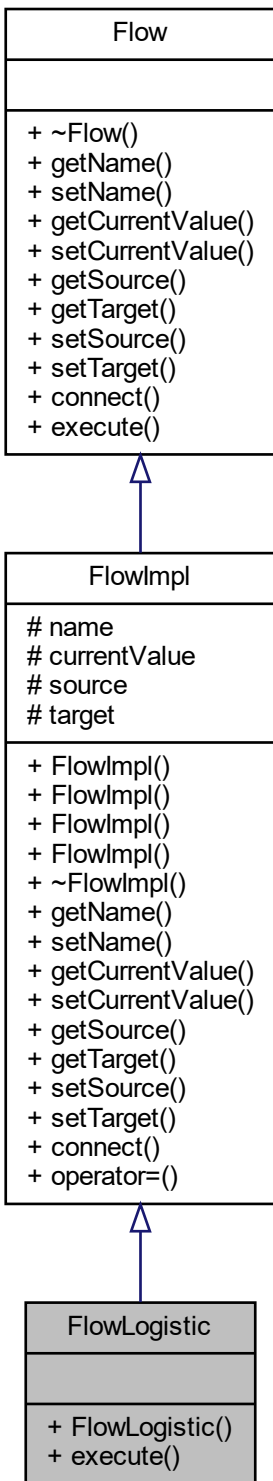 Flow
+ ~Flow()
+ getName()
+ setName()
+ getCurrentValue()
+ setCurrentValue()
+ getSource()
+ getTarget()
+ setSource()
+ setTarget()
+ connect()
+ execute()
FlowImpl
# name
# currentValue
# source
# target
+ FlowImpl()
+ FlowImpl()
+ FlowImpl()
+ FlowImpl()
+ ~FlowImpl()
+ getName()
+ setName()
+ getCurrentValue()
+ setCurrentValue()
+ getSource()
+ getTarget()
+ setSource()
+ setTarget()
+ connect()
+ operator=()
FlowLogistic
+ FlowLogistic()
+ execute()